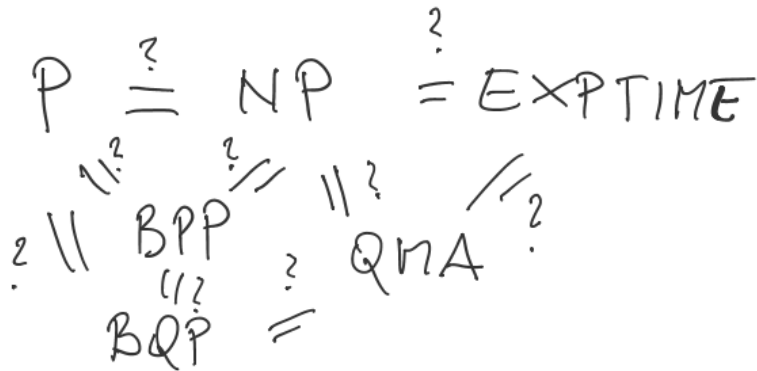 P ?= NP ?= EXPTIME
=? ?= =? =?
?= BPP
=? ?= QMA
BQP =